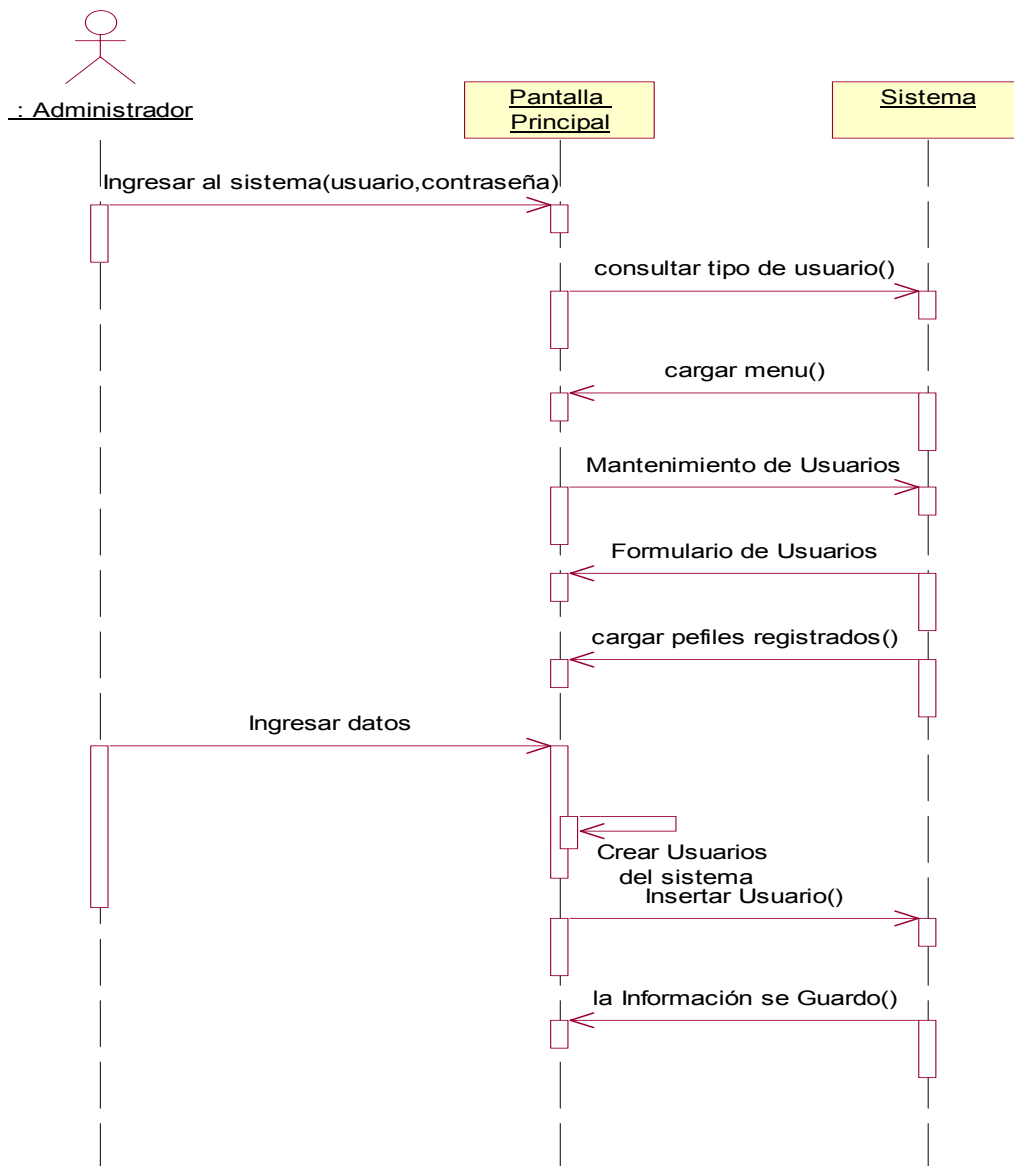 : Administrador
Pantalla
Principal
Sistema
Ingresar al sistema(usuario,contraseña)
consultar tipo de usuario()
cargar menu()
Mantenimiento de Usuarios
Formulario de Usuarios
cargar pefiles registrados()
Ingresar datos
Crear Usuarios
del sistema
Insertar Usuario()
la Información se Guardo()